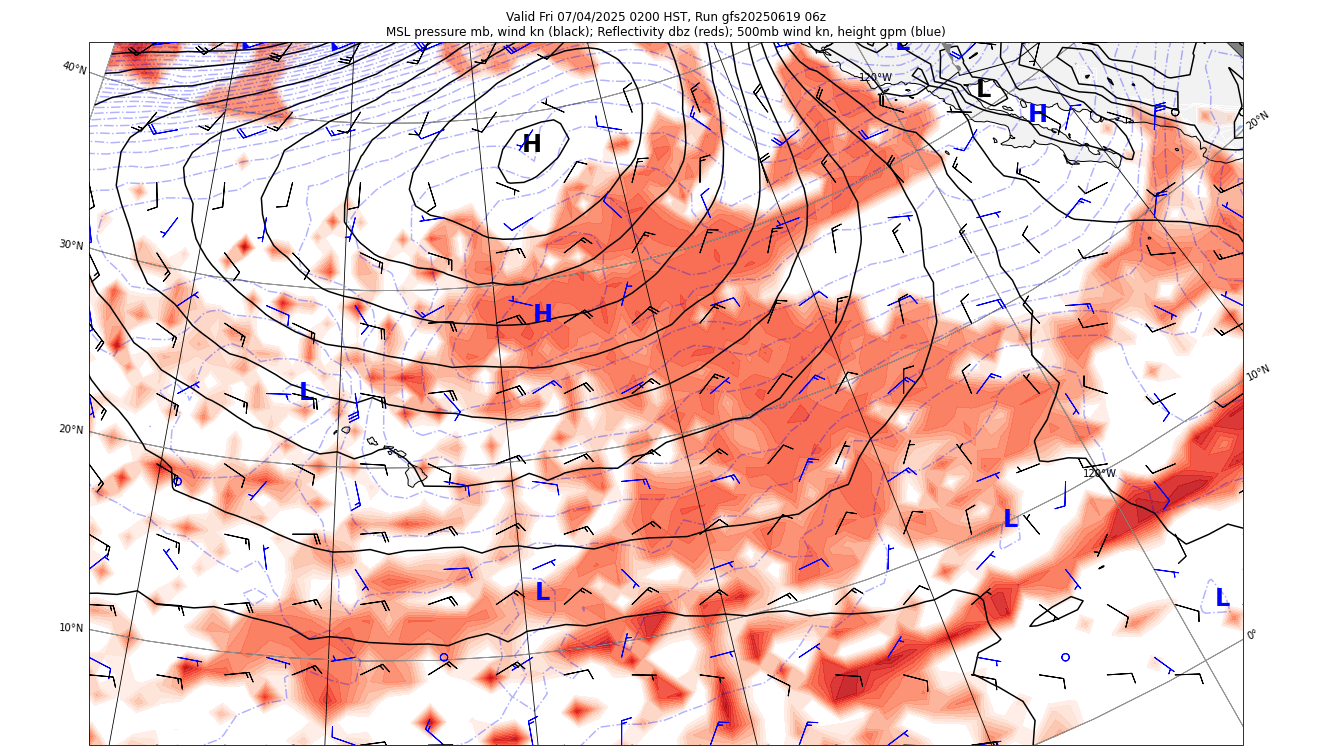 Valid Fri 07/04/2025 0200 HST, Run gfs20250619 06z
MSL pressure mb, wind kn (black); Reflectivity dbz (reds); 500mb wind kn, height gpm (blue)
L
40°N
120°W
L
H
20°N
H
30°N
H
10°N
L
20°N
120°W
L
L
L
10°N
0°